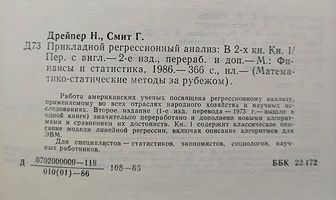 Дрейпер Н., Смит Г.
Д73 Прикладной регрессионный анализ: В 2-х кн. Кн. 1/
Пер. с англ.— 2-е изд., перераб. и доп.— М.: Фи-
нансы и статистика, 1986.— 366 с., ил.— (Матема-
тико-статистические методы за рубежом).
Работа американских ученых посвящена регрессионному анализу,
применяемому во всех отраслях народного хозяйства и научных ис-
следованиях. Второе издание (1-е изд. перевода — 1973 г.— вышло в
одной книге) значительно переработано и дополнено новыми алгорит-
мами и сравнением их достоинств. Кн. 1 содержит классическое опи-
сание модели линейной регрессии, включая описание алгоритмов для
ЭВМ.
Для специалистов — статистиков, экономистов, социологов, науч-
ных работников.
Д 0702000000—118
010(01)—86 108—86 ББК 22.172